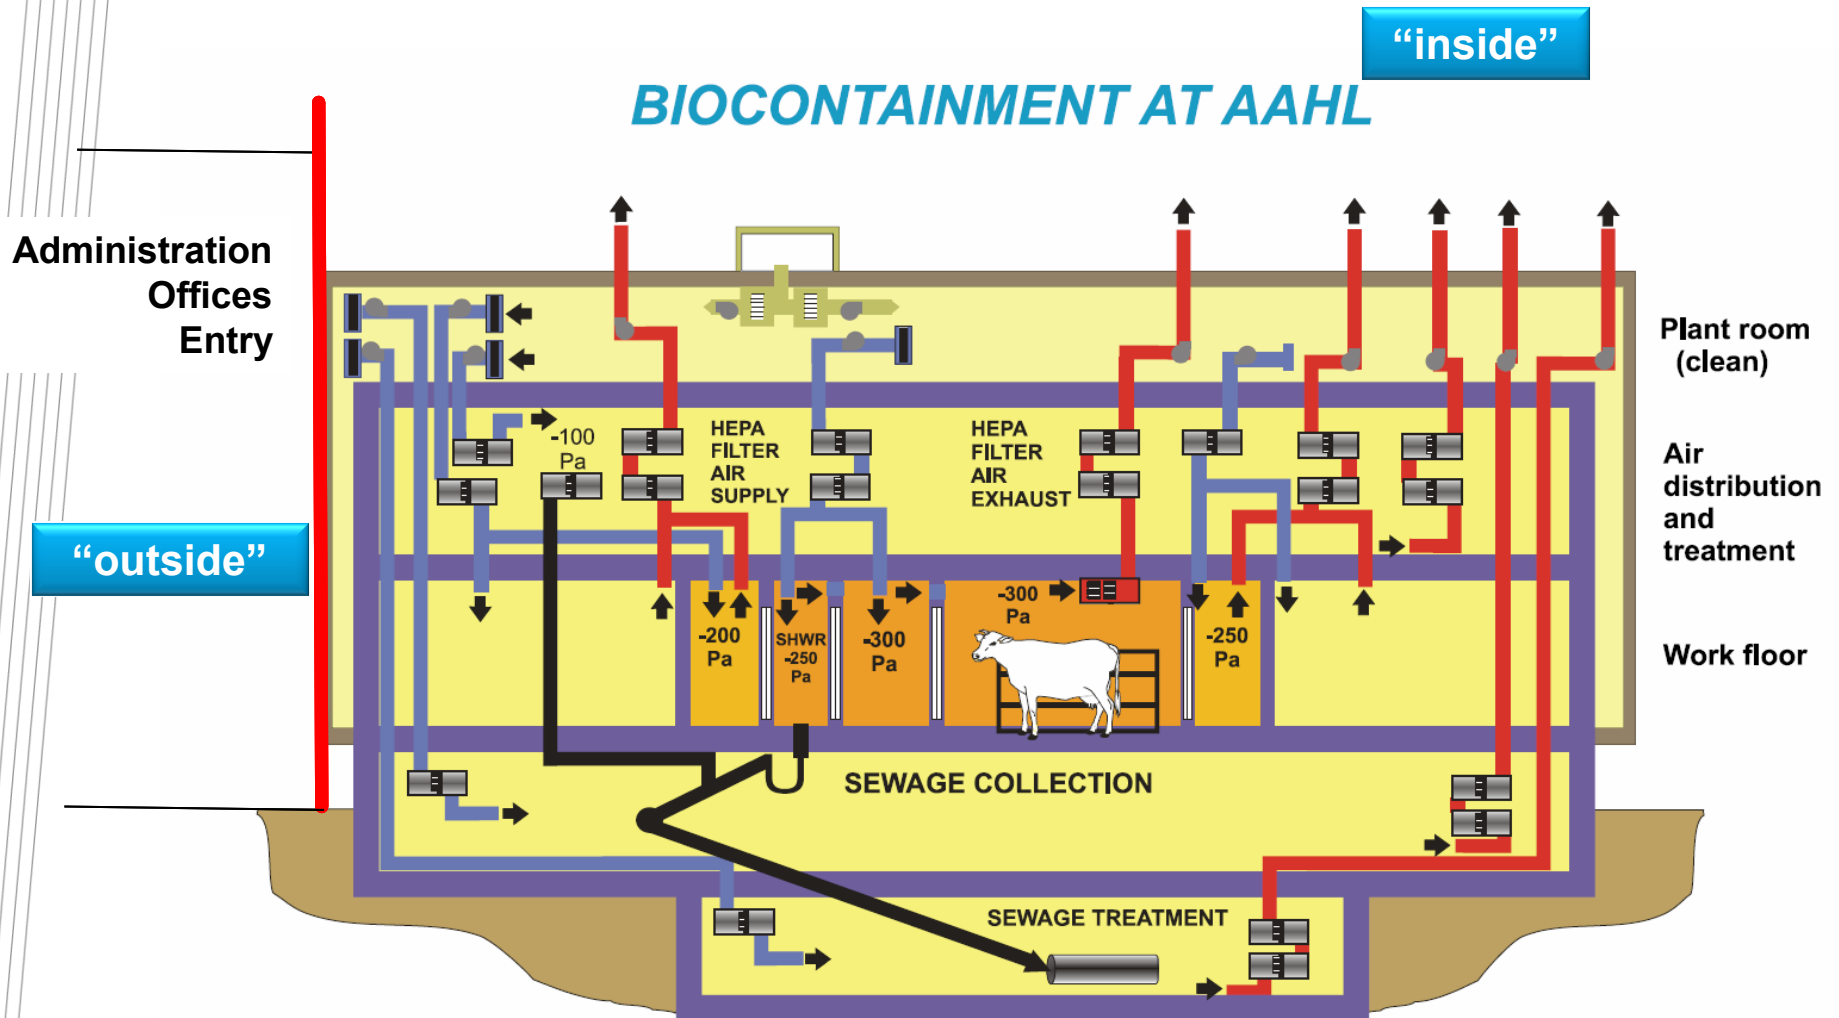 “inside”
BIOCONTAINMENT AT AAHL
Administration
Offices
Entry
“outside”
Plant room
(clean)
Air
distribution
and
treatment
Work floor
-100
Pa
HEPA
FILTER
AIR
SUPPLY
HEPA
FILTER
AIR
EXHAUST
-200
Pa
SHWR
-250
Pa
-300
Pa
-300
Pa
-250
Pa
SEWAGE COLLECTION
SEWAGE TREATMENT